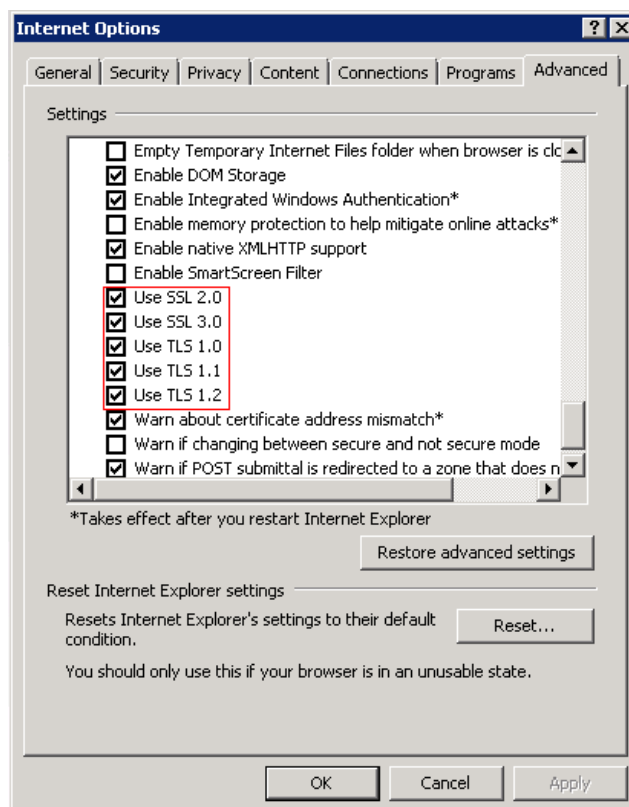 Internet Options
General Security Privacy Content Connections Programs Advanced
Settings
Empty Temporary Internet Files folder when browser is clo
Enable DOM Storage
Enable Integrated Windows Authentication*
Enable memory protection to help mitigate online attacks*
Enable native XMLHTTP support
Enable SmartScreen Filter
Use SSL 2.0
Use SSL 3.0
Use TLS 1.0
Use TLS 1.1
Use TLS 1.2
Warn about certificate address mismatch*
Warn if changing between secure and not secure mode
Warn if POST submittal is redirected to a zone that does n
*Takes effect after you restart Internet Explorer
Restore advanced settings
Reset Internet Explorer settings
Resets Internet Explorer's settings to their default
condition.
Reset...
You should only use this if your browser is in an unusable state.
OK Cancel Apply